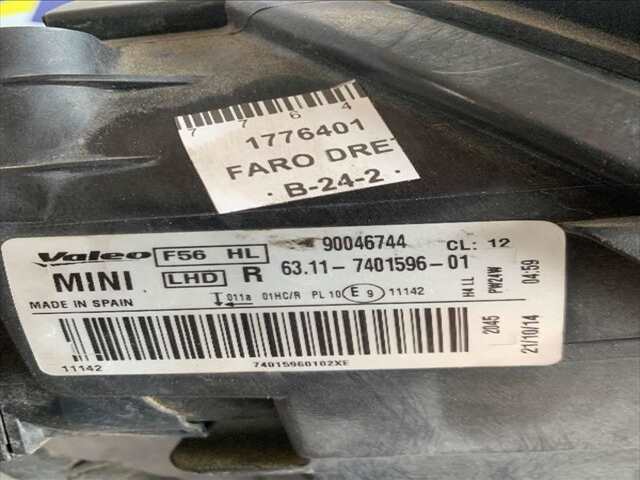 7 7 6 4
1776401
FARO DRE
· B-24-2 ·
Valeo F56 HL 90046744 CL: 12
MINI LHD R 63.11-7401596-01
MADE IN SPAIN 011a 01HC/R PL 10 E 9 11142
H4 LL PW24W 04:59
2045 21/10/14
11142 74015960102XE